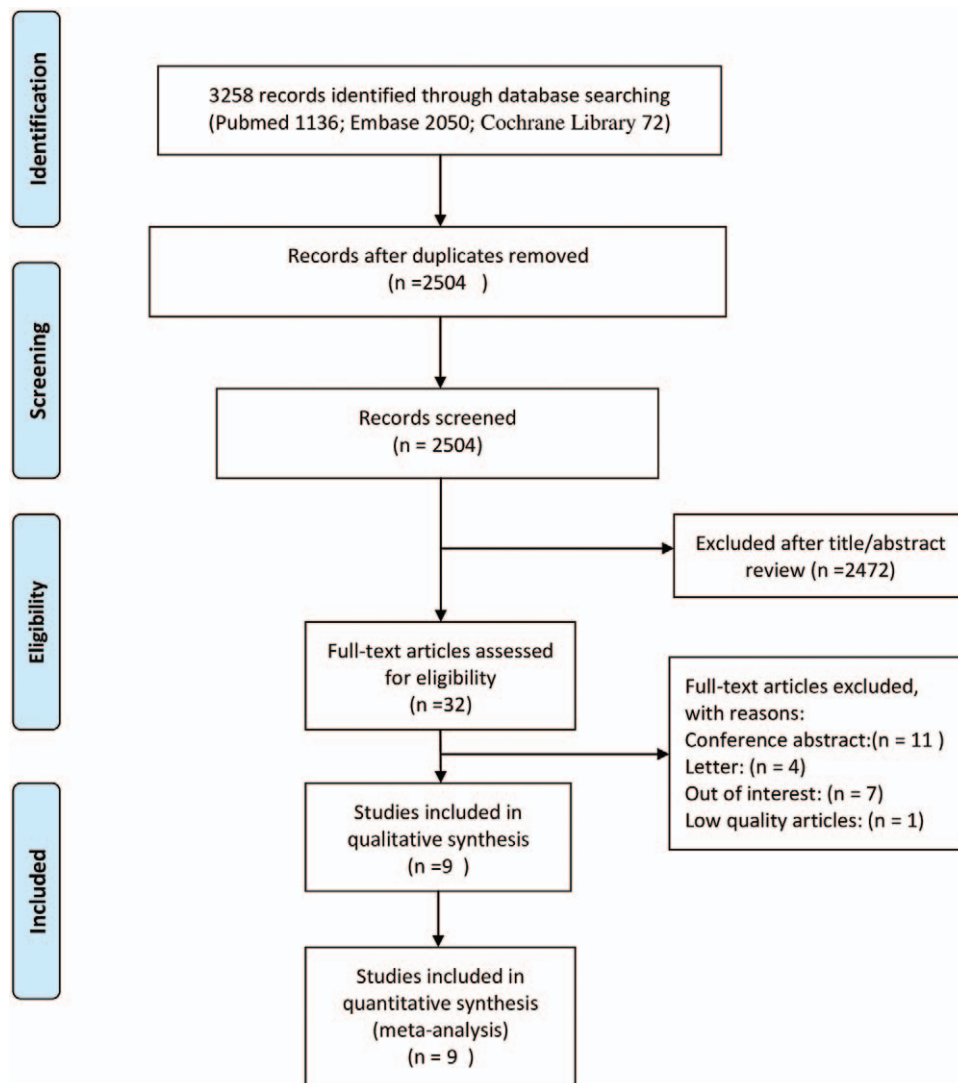 Identification
3258 records identified through database searching
(Pubmed 1136; Embase 2050; Cochrane Library 72)
Records after duplicates removed
(n =2504 )
Screening
Records screened
(n = 2504)
Excluded after title/abstract
review (n =2472)
Eligibility
Full-text articles assessed
for eligibility
(n =32)
Full-text articles excluded,
with reasons:
Conference abstract:(n = 11 )
Letter: (n = 4)
Out of interest: (n = 7)
Low quality articles: (n = 1)
Included
Studies included in
qualitative synthesis
(n =9 )
Studies included in
quantitative synthesis
(meta-analysis)
(n = 9 )